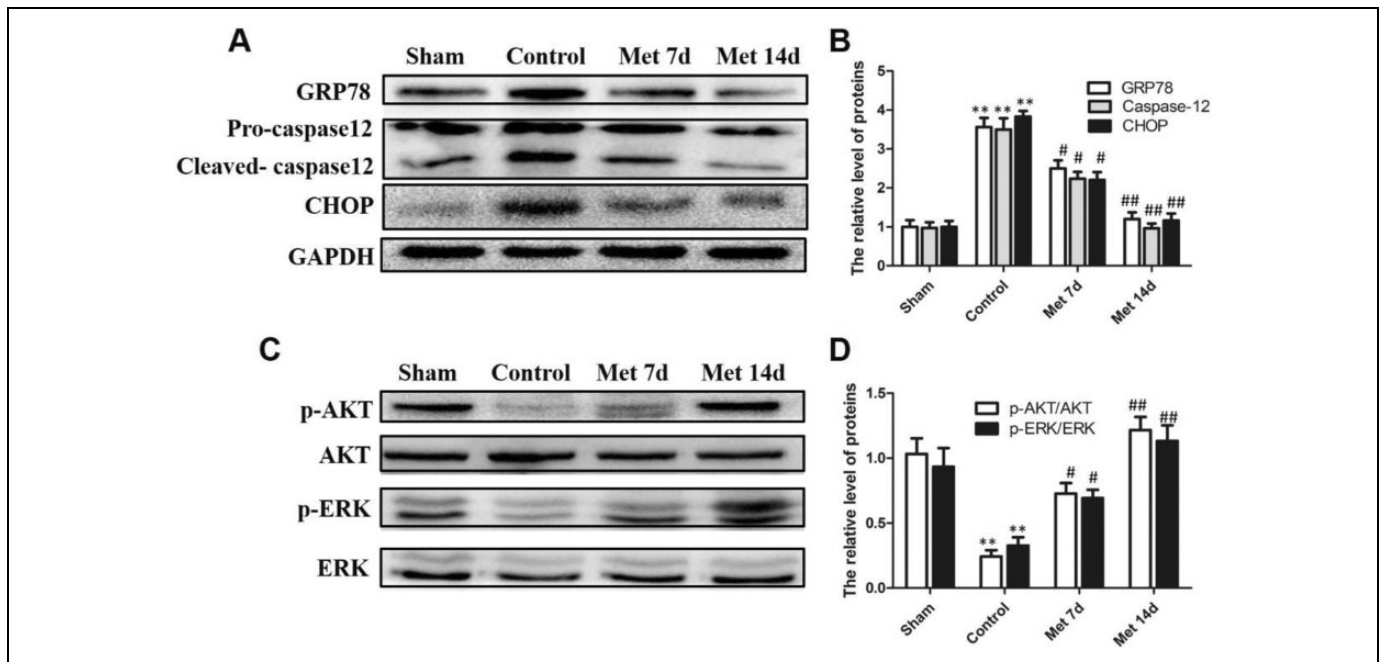 A
Sham Control Met 7d Met 14d
GRP78
Pro-caspase12
Cleaved- caspase12
CHOP
GAPDH
B
The relative level of proteins
5
4
3
2
1
0
GRP78
Caspase-12
CHOP
** ** **
# # #
## ## ##
Sham Control Met 7d Met 14d
C
Sham Control Met 7d Met 14d
p-AKT
AKT
p-ERK
ERK
D
The relative level of proteins
1.5
1.0
0.5
0.0
p-AKT/AKT
p-ERK/ERK
** **
# #
## ##
Sham Control Met 7d Met 14d